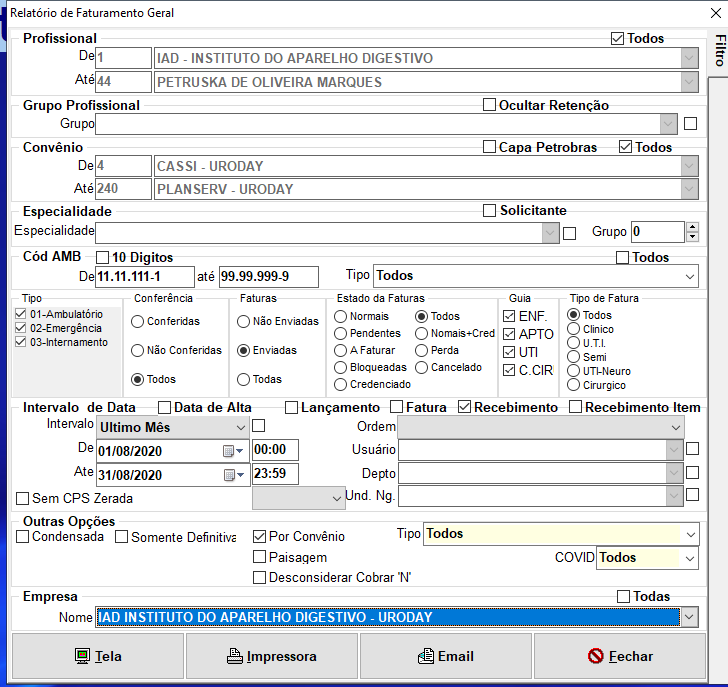 Relatório de Faturamento Geral
Filtro
Profissional
Todos
De 1 IAD - INSTITUTO DO APARELHO DIGESTIVO
Até 44 PETRUSKA DE OLIVEIRA MARQUES
Grupo Profissional
Ocultar Retenção
Grupo
Convênio
Capa Petrobras
Todos
De 4 CASSI - URODAY
Até 240 PLANSERV - URODAY
Especialidade
Solicitante
Especialidade
Grupo 0
Cód AMB
10 Digitos
Todos
De 11.11.111-1 até 99.99.999-9
Tipo Todos
Tipo
01-Ambulatório
02-Emergência
03-Internamento
Conferência
Conferidas
Não Conferidas
Todos
Faturas
Não Enviadas
Enviadas
Todas
Estado da Faturas
Normais
Pendentes
A Faturar
Bloqueadas
Credenciado
Todos
Nomais+Cred
Perda
Cancelado
Guia
ENF.
APTO
UTI
C.CIR
Tipo de Fatura
Todos
Clinico
U.T.I.
Semi
UTI-Neuro
Cirurgico
Intervalo de Data
Data de Alta
Lançamento
Fatura
Recebimento
Recebimento Item
Intervalo Ultimo Mês
De 01/08/2020 00:00
Ate 31/08/2020 23:59
Sem CPS Zerada
Ordem
Usuário
Depto
Und. Ng.
Outras Opções
Condensada
Somente Definitiva
Por Convênio
Paisagem
Desconsiderar Cobrar 'N'
Tipo Todos
COVID Todos
Empresa
Todas
Nome IAD INSTITUTO DO APARELHO DIGESTIVO - URODAY
Tela
Impressora
Email
Fechar